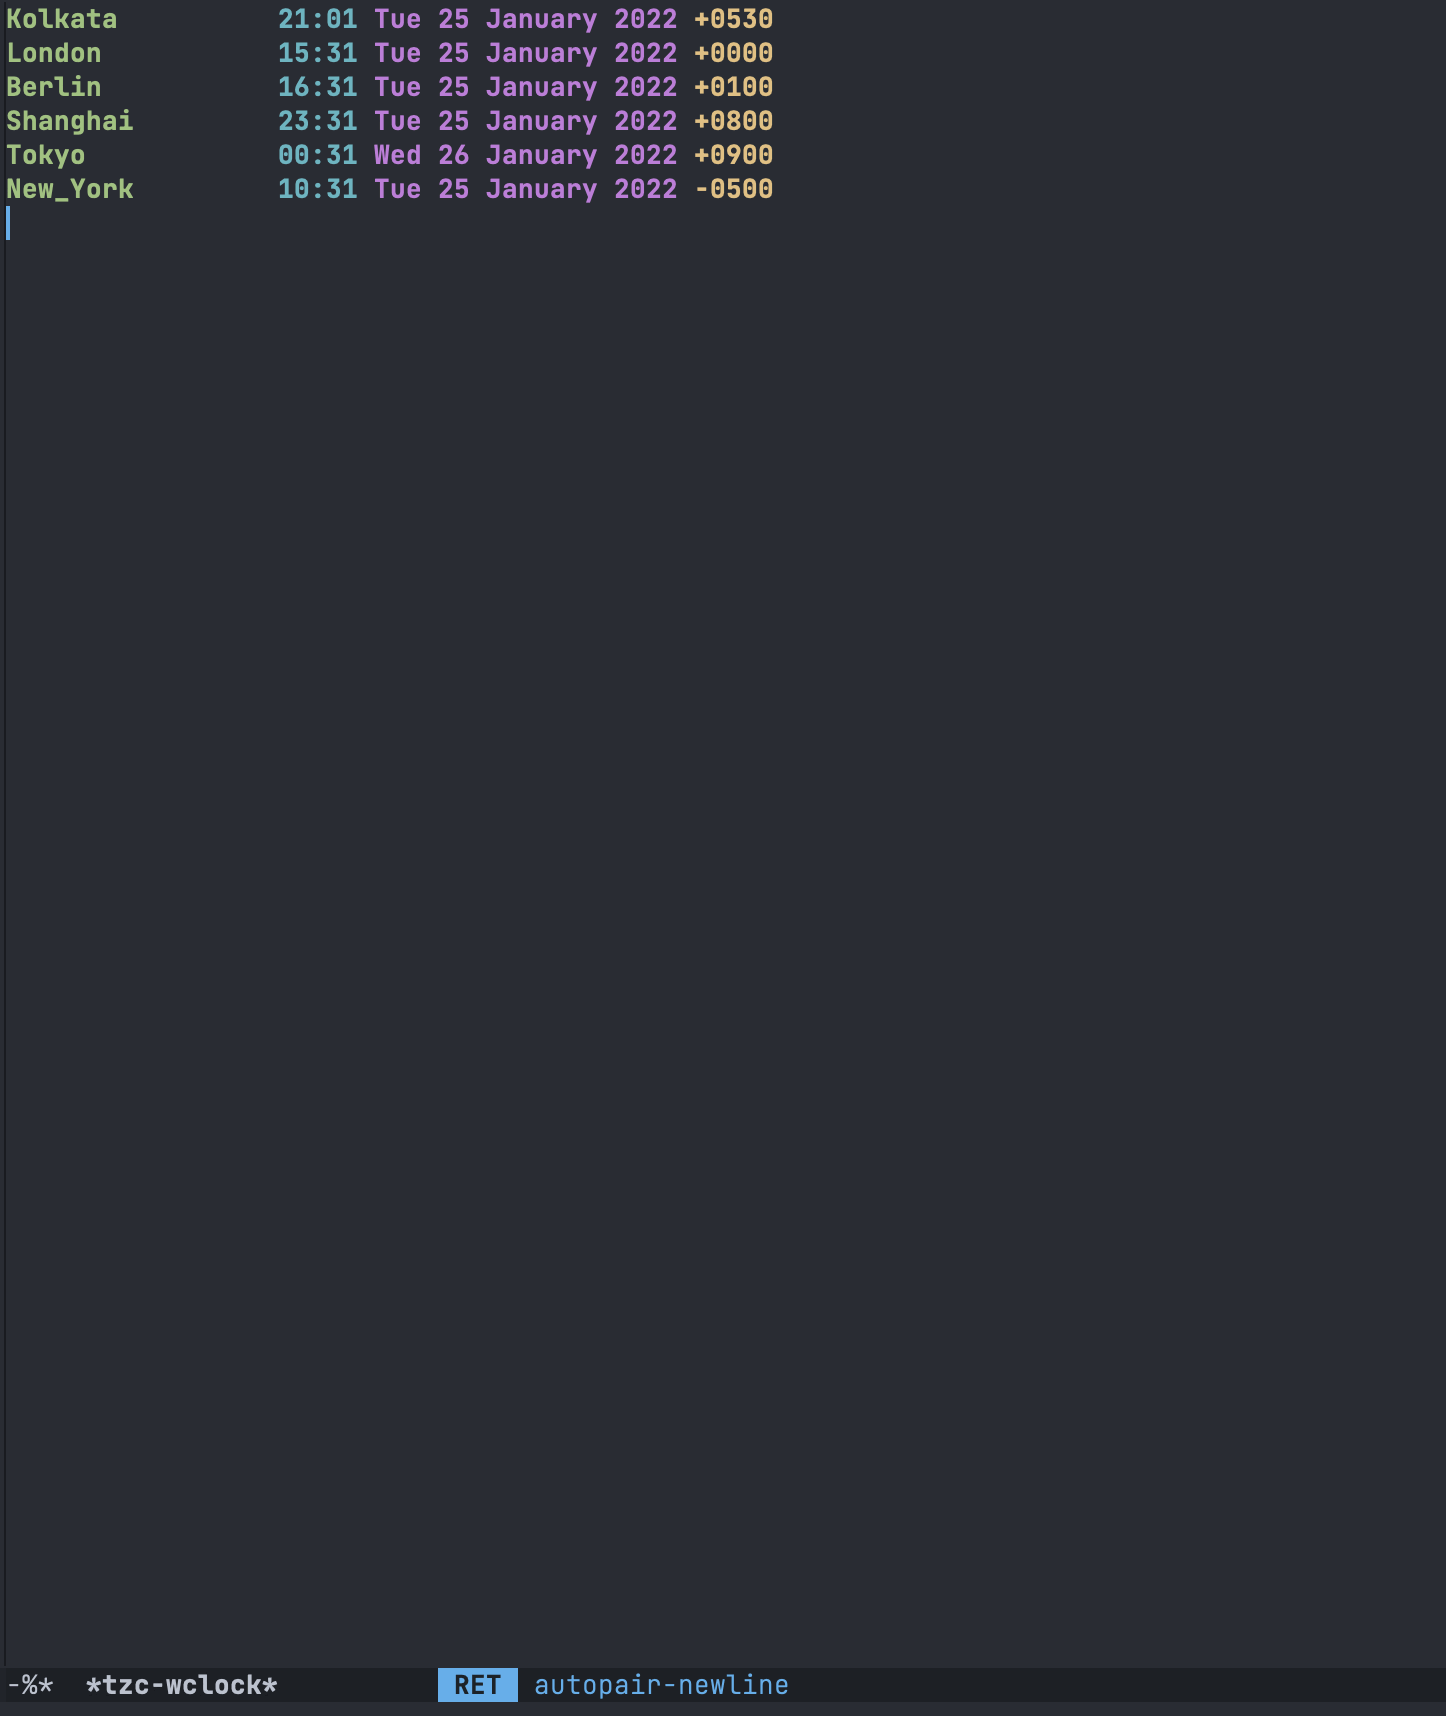 Kolkata          21:01 Tue 25 January 2022 +0530
London           15:31 Tue 25 January 2022 +0000
Berlin           16:31 Tue 25 January 2022 +0100
Shanghai         23:31 Tue 25 January 2022 +0800
Tokyo            00:31 Wed 26 January 2022 +0900
New_York         10:31 Tue 25 January 2022 -0500
-%*  *tzc-wclock*          RET  autopair-newline